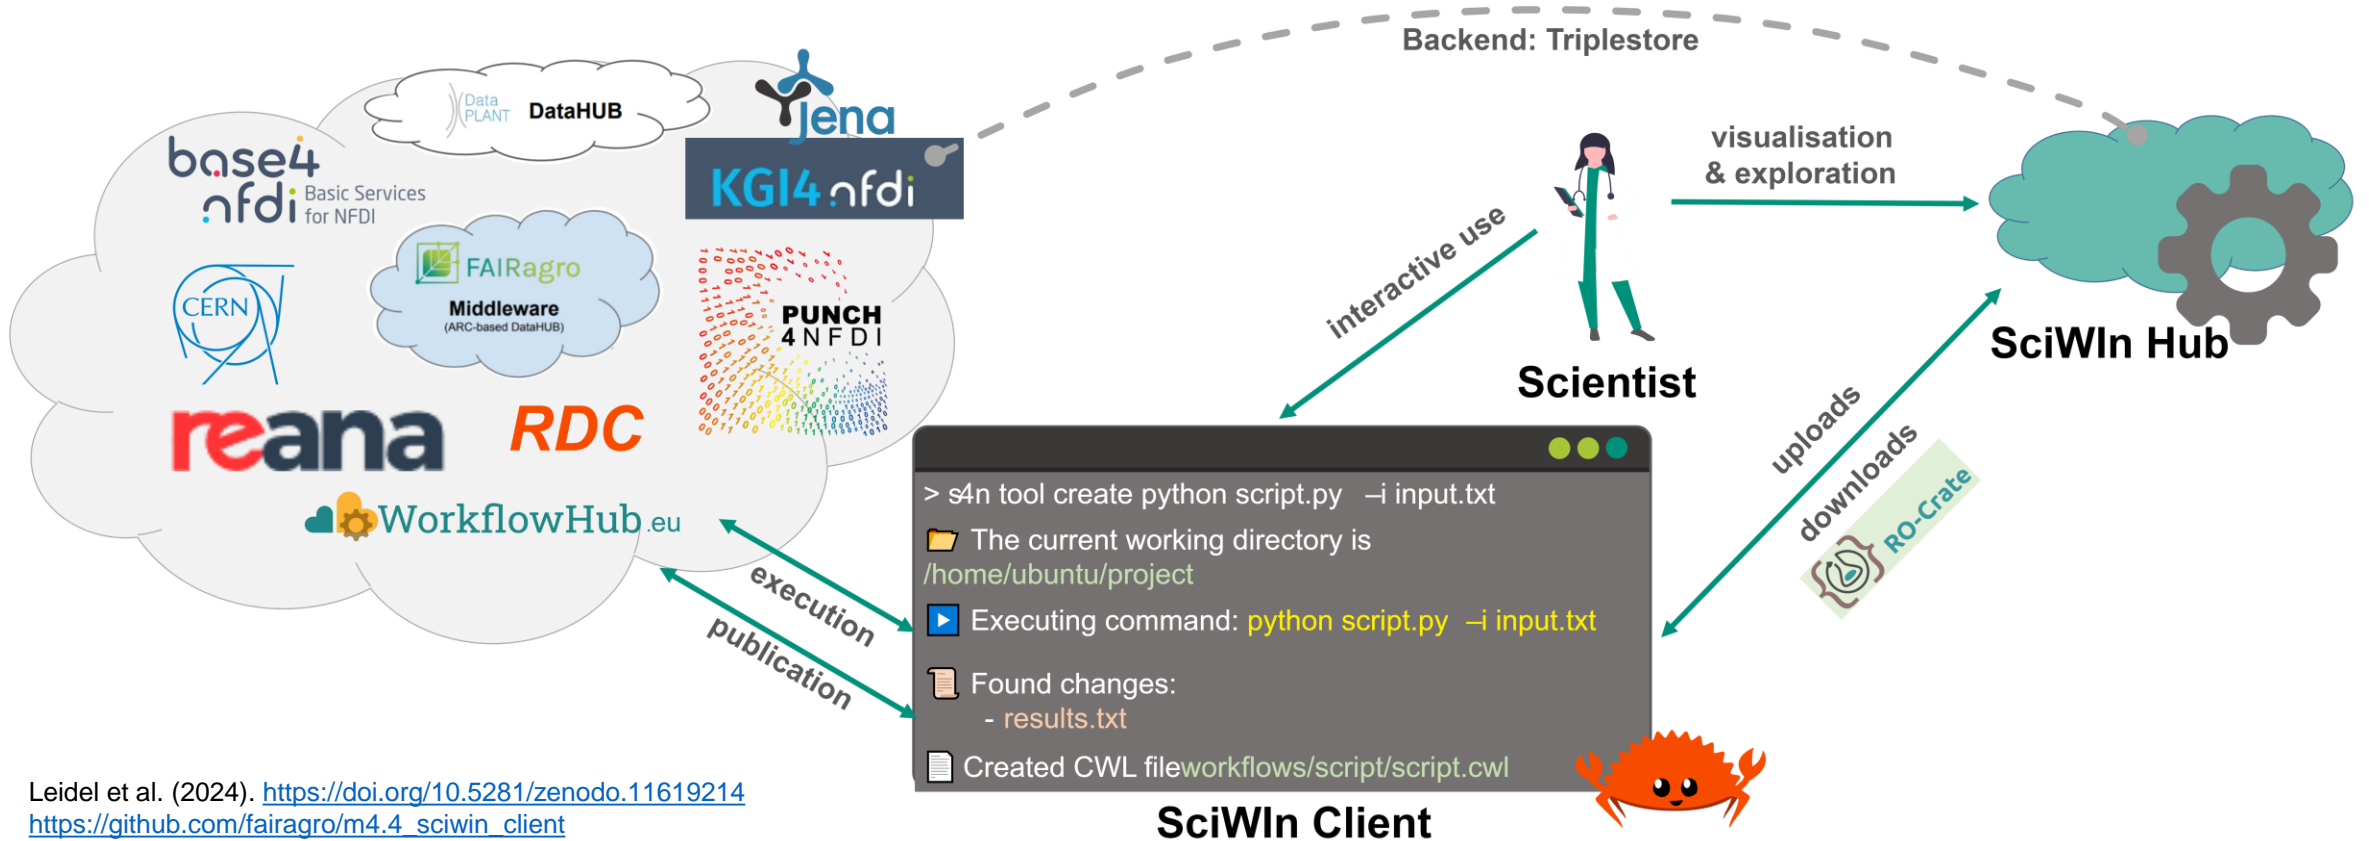 Backend: Triplestore
Data
PLANT
DataHUB
Jena
base4
nfdi
Basic Services
for NFDI
KGI4nfdi
visualisation
& exploration
FAIRagro
Middleware
(ARC-based DataHUB)
CERN
PUNCH
4NFDI
interactive use
Scientist
SciWIn Hub
reana
RDC
WorkflowHub.eu
execution
publication
uploads
downloads
RO-Crate
> s4n tool create python script.py –i input.txt
The current working directory is
/home/ubuntu/project
Executing command: python script.py –i input.txt
Found changes:
- results.txt
Created CWL fileworkflows/script/script.cwl
SciWIn Client
Leidel et al. (2024). https://doi.org/10.5281/zenodo.11619214
https://github.com/fairagro/m4.4_sciwin_client